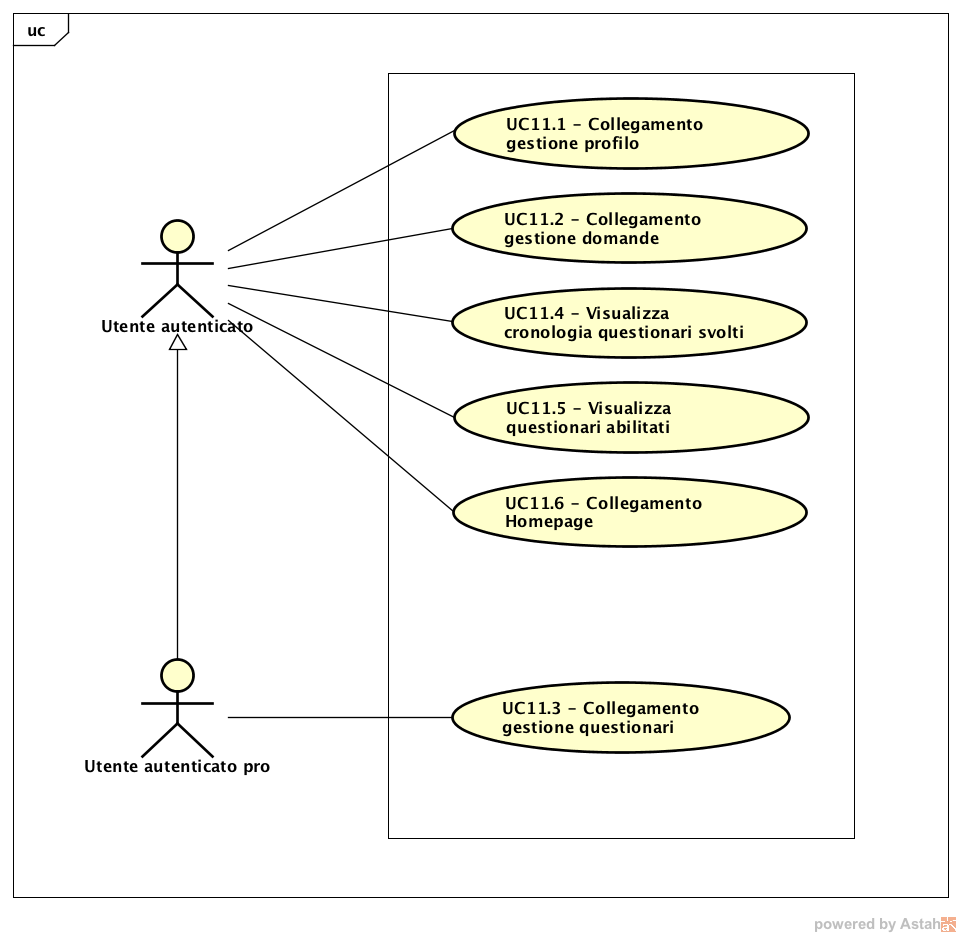 uc
UC11.1 - Collegamento
gestione profilo
UC11.2 - Collegamento
gestione domande
UC11.4 - Visualizza
cronologia questionari svolti
Utente autenticato
UC11.5 - Visualizza
questionari abilitati
UC11.6 - Collegamento
Homepage
UC11.3 - Collegamento
gestione questionari
Utente autenticato pro
powered by Astah